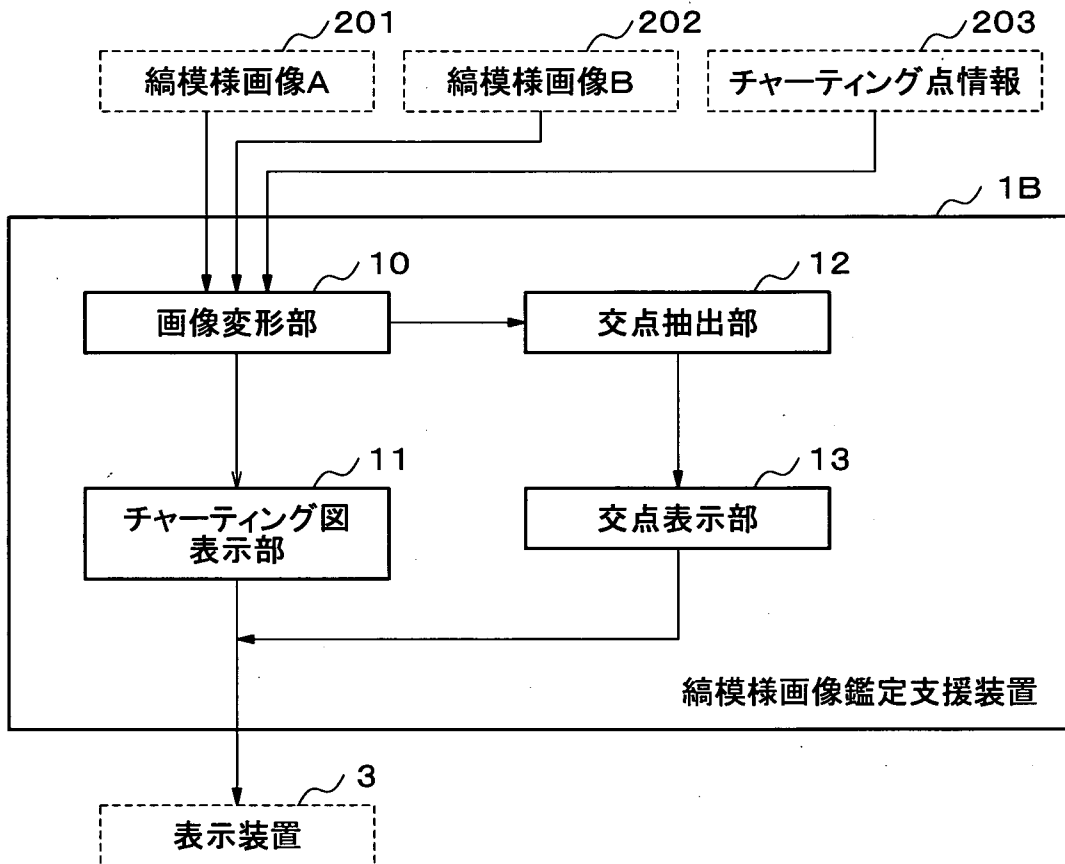 201
202
203
縞模様画像A
縞模様画像B
チャーティング点情報
1B
10
12
画像変形部
交点抽出部
11
13
チャーティング図
表示部
交点表示部
縞模様画像鑑定支援装置
3
表示装置